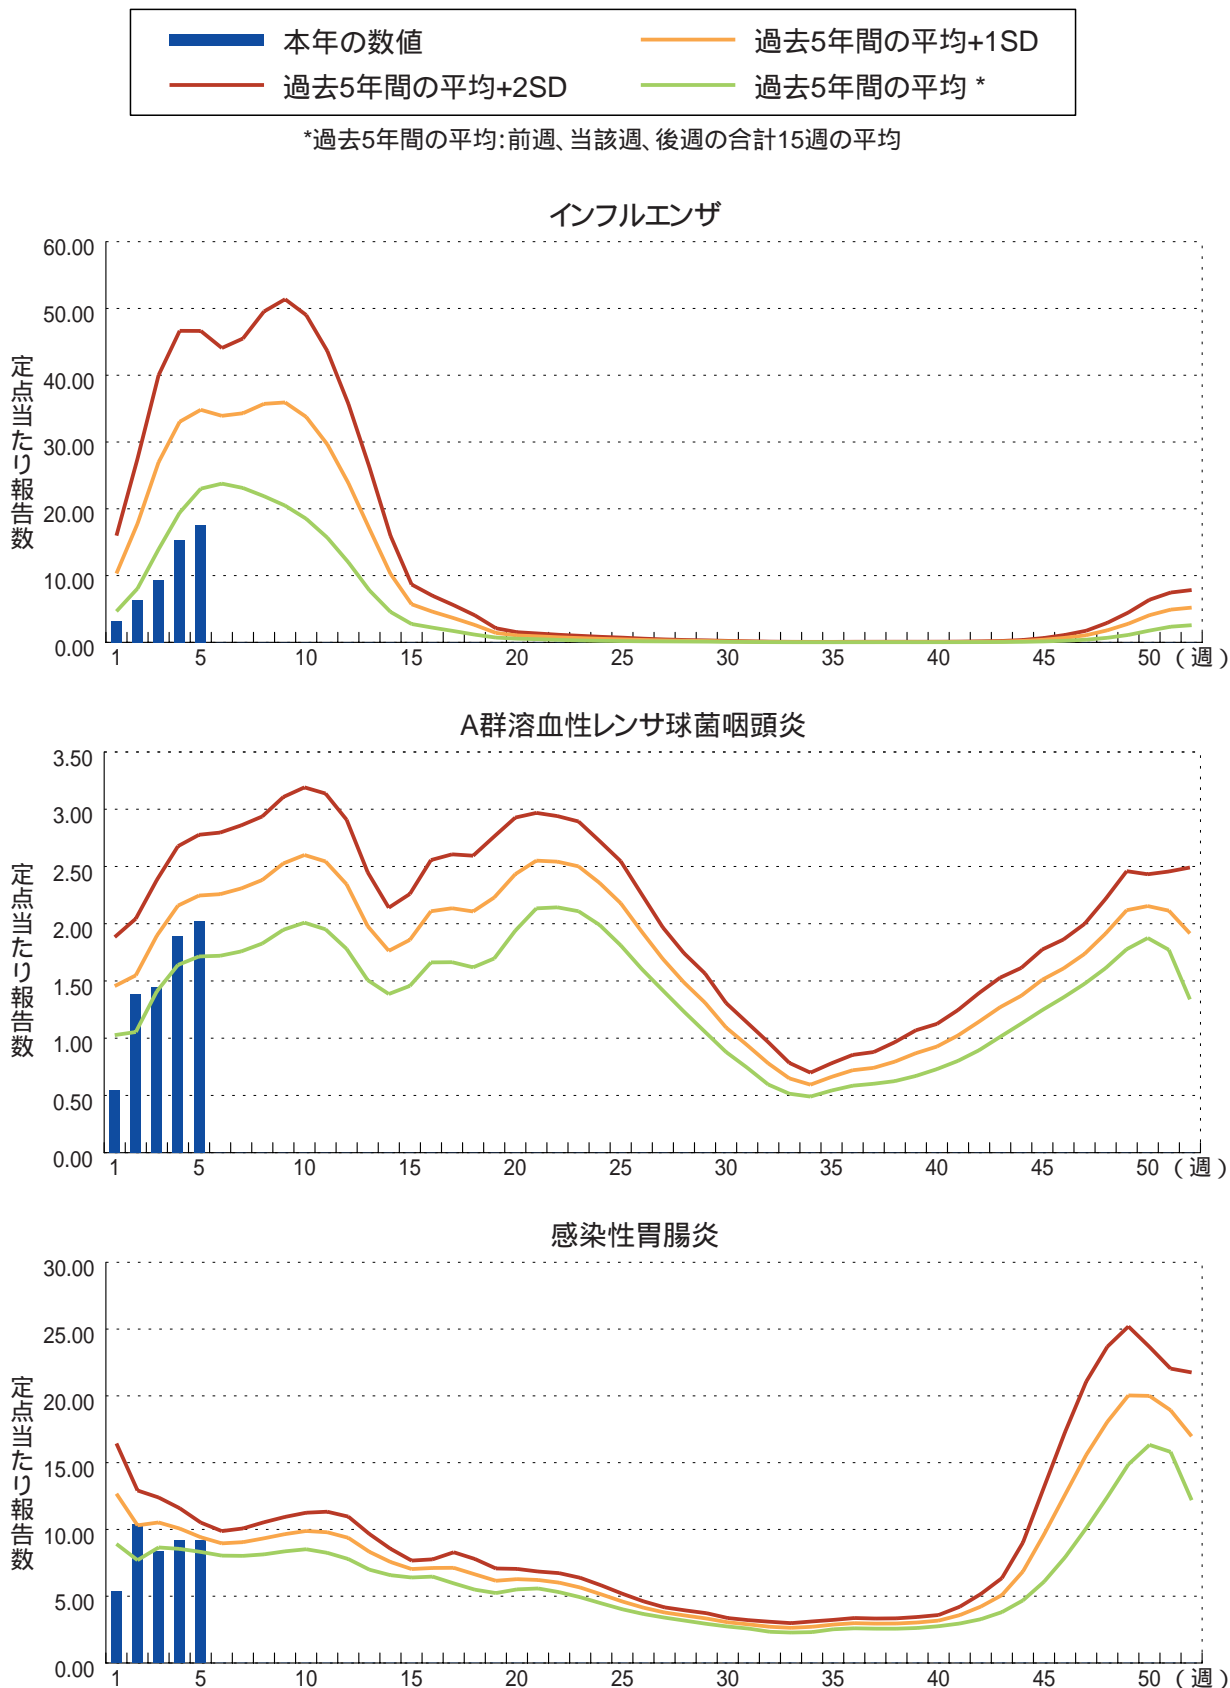 本年の数値
過去5年間の平均+1SD
過去5年間の平均+2SD
過去5年間の平均 *
*過去5年間の平均:前週、当該週、後週の合計15週の平均
インフルエンザ
定点当たり報告数
60.00
50.00
40.00
30.00
20.00
10.00
0.00
1 5 10 15 20 25 30 35 40 45 50 (週)
A群溶血性レンサ球菌咽頭炎
定点当たり報告数
3.50
3.00
2.50
2.00
1.50
1.00
0.50
0.00
1 5 10 15 20 25 30 35 40 45 50 (週)
感染性胃腸炎
定点当たり報告数
30.00
25.00
20.00
15.00
10.00
5.00
0.00
1 5 10 15 20 25 30 35 40 45 50 (週)